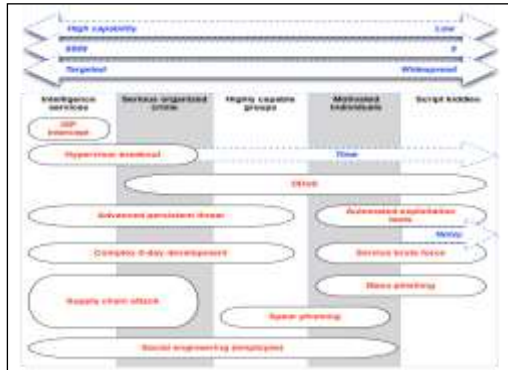 High capability Low
$$$$ $
Targeted Widespread
Intelligence services
Serious organized crime
Highly capable groups
Motivated individuals
Script kiddies
ISP intercept
Hypervisor breakout
Time
DDoS
Advanced persistent threat
Automated exploitation tools
Noisy
Complex 0-day development
Service brute force
Mass phishing
Supply chain attack
Spear phishing
Social engineering employees